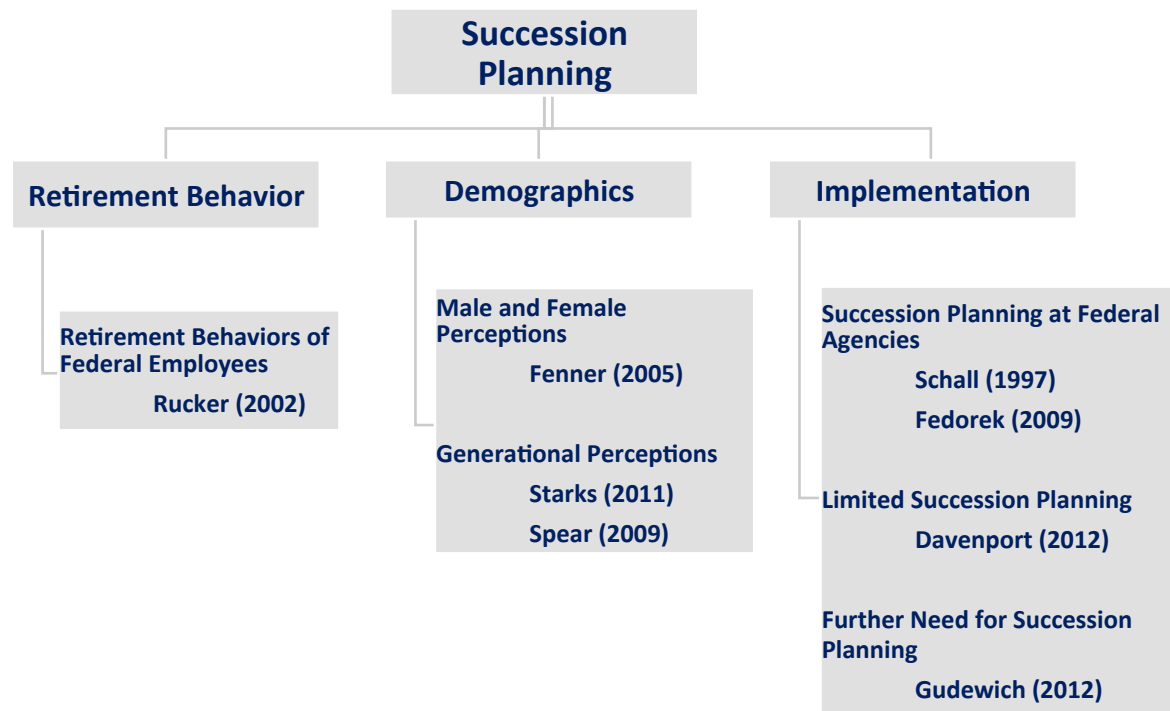 Succession
Planning
Retirement Behavior
Retirement Behaviors of
Federal Employees
Rucker (2002)
Demographics
Male and Female
Perceptions
Fenner (2005)
Generational Perceptions
Starks (2011)
Spear (2009)
Implementation
Succession Planning at Federal
Agencies
Schall (1997)
Fedorek (2009)
Limited Succession Planning
Davenport (2012)
Further Need for Succession
Planning
Gudewich (2012)